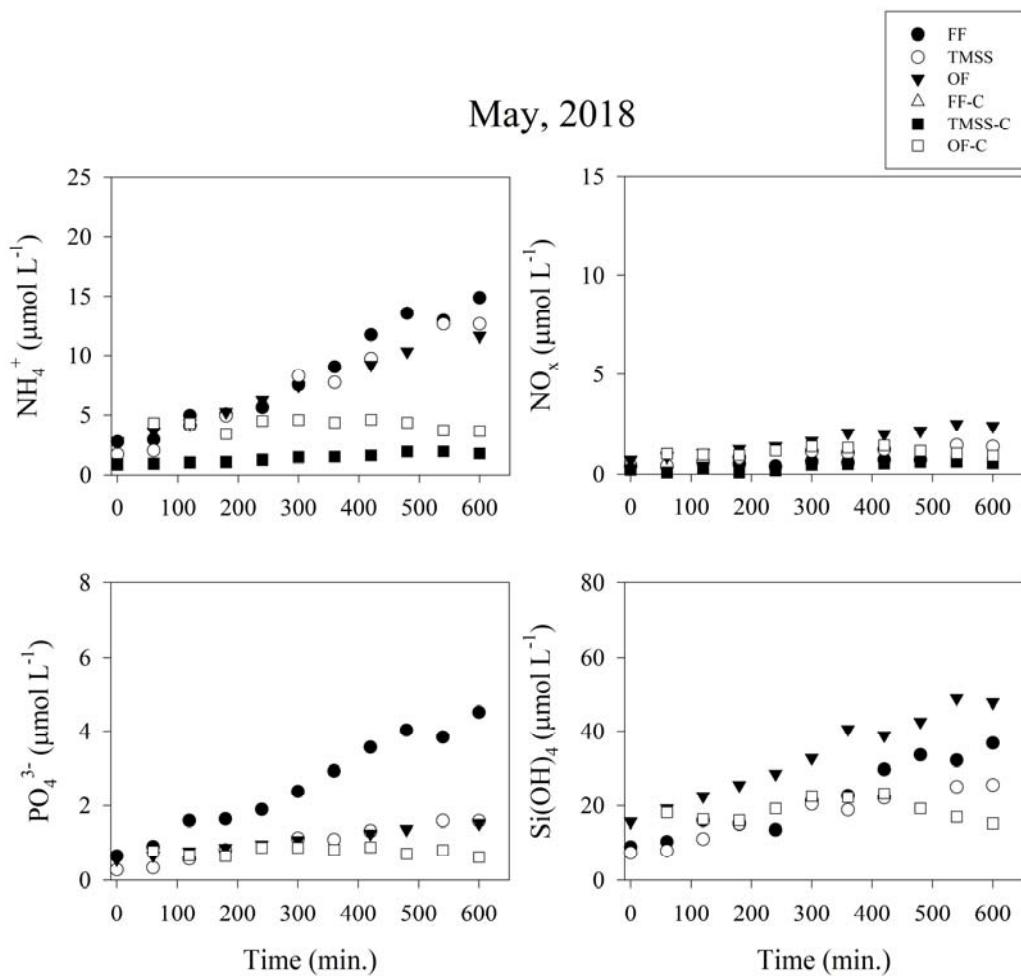 FF
TMSS
OF
FF-C
TMSS-C
OF-C
May, 2018
NH₄⁺ (µmol L⁻¹)
25
20
15
10
5
0
0 100 200 300 400 500 600
NOₓ (µmol L⁻¹)
15
10
5
0
0 100 200 300 400 500 600
PO₄³⁻ (µmol L⁻¹)
8
6
4
2
0
0 100 200 300 400 500 600
Time (min.)
Si(OH)₄ (µmol L⁻¹)
80
60
40
20
0
0 100 200 300 400 500 600
Time (min.)